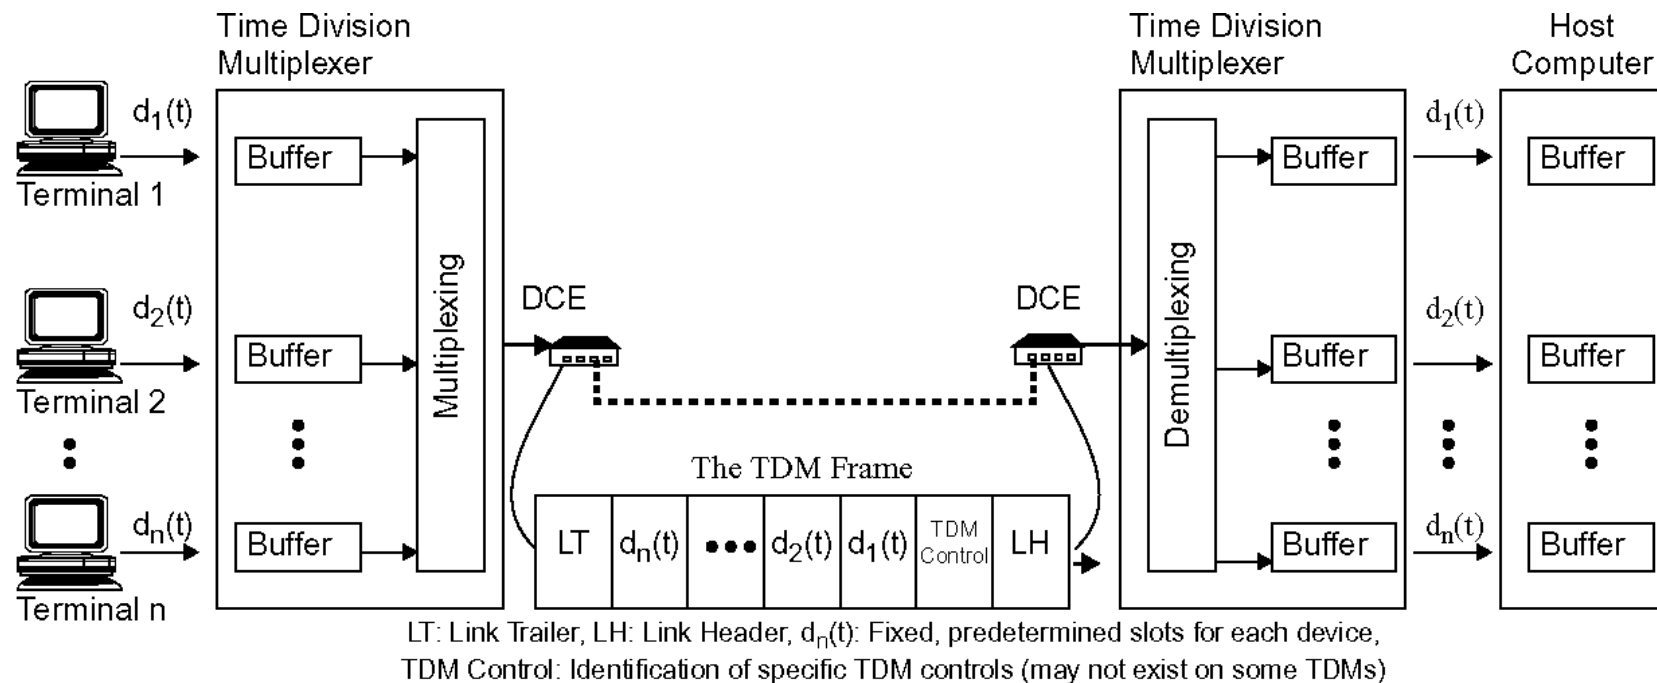 Time Division
Multiplexer
Time Division
Multiplexer
Host
Computer
d₁(t)
Buffer
Terminal 1
d₂(t)
Buffer
Terminal 2
dₙ(t)
Buffer
Terminal n
Multiplexing
DCE
DCE
Demultiplexing
Buffer
d₁(t)
Buffer
Buffer
d₂(t)
Buffer
Buffer
dₙ(t)
Buffer
The TDM Frame
LT
dₙ(t)
•••
d₂(t)
d₁(t)
TDM
Control
LH
LT: Link Trailer, LH: Link Header, dₙ(t): Fixed, predetermined slots for each device,
TDM Control: Identification of specific TDM controls (may not exist on some TDMs)